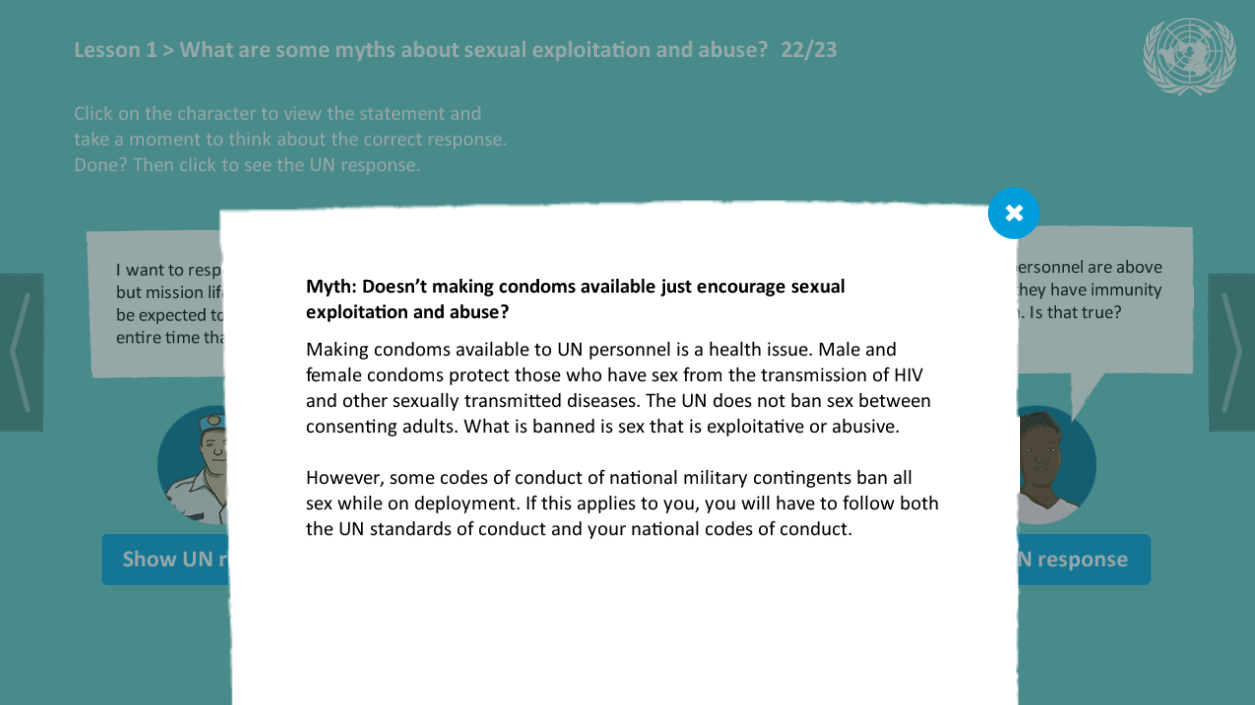 Lesson 1 > What are some myths about sexual exploitation and abuse? 22/23
Click on the character to view the statement and
take a moment to think about the correct response.
Done? Then click to see the UN response.
I want to
but mission
be expected to
entire time
Myth: Doesn't making condoms available just encourage sexual
exploitation and abuse?
Making condoms available to UN personnel is a health issue. Male and
female condoms protect those who have sex from the transmission of HIV
and other sexually transmitted diseases. The UN does not ban sex between
consenting adults. What is banned is sex that is exploitative or abusive.
However, some codes of conduct of national military contingents ban all
sex while on deployment. If this applies to you, you will have to follow both
the UN standards of conduct and your national codes of conduct.
are above
they have immunity
. Is that true?
Show UN
response